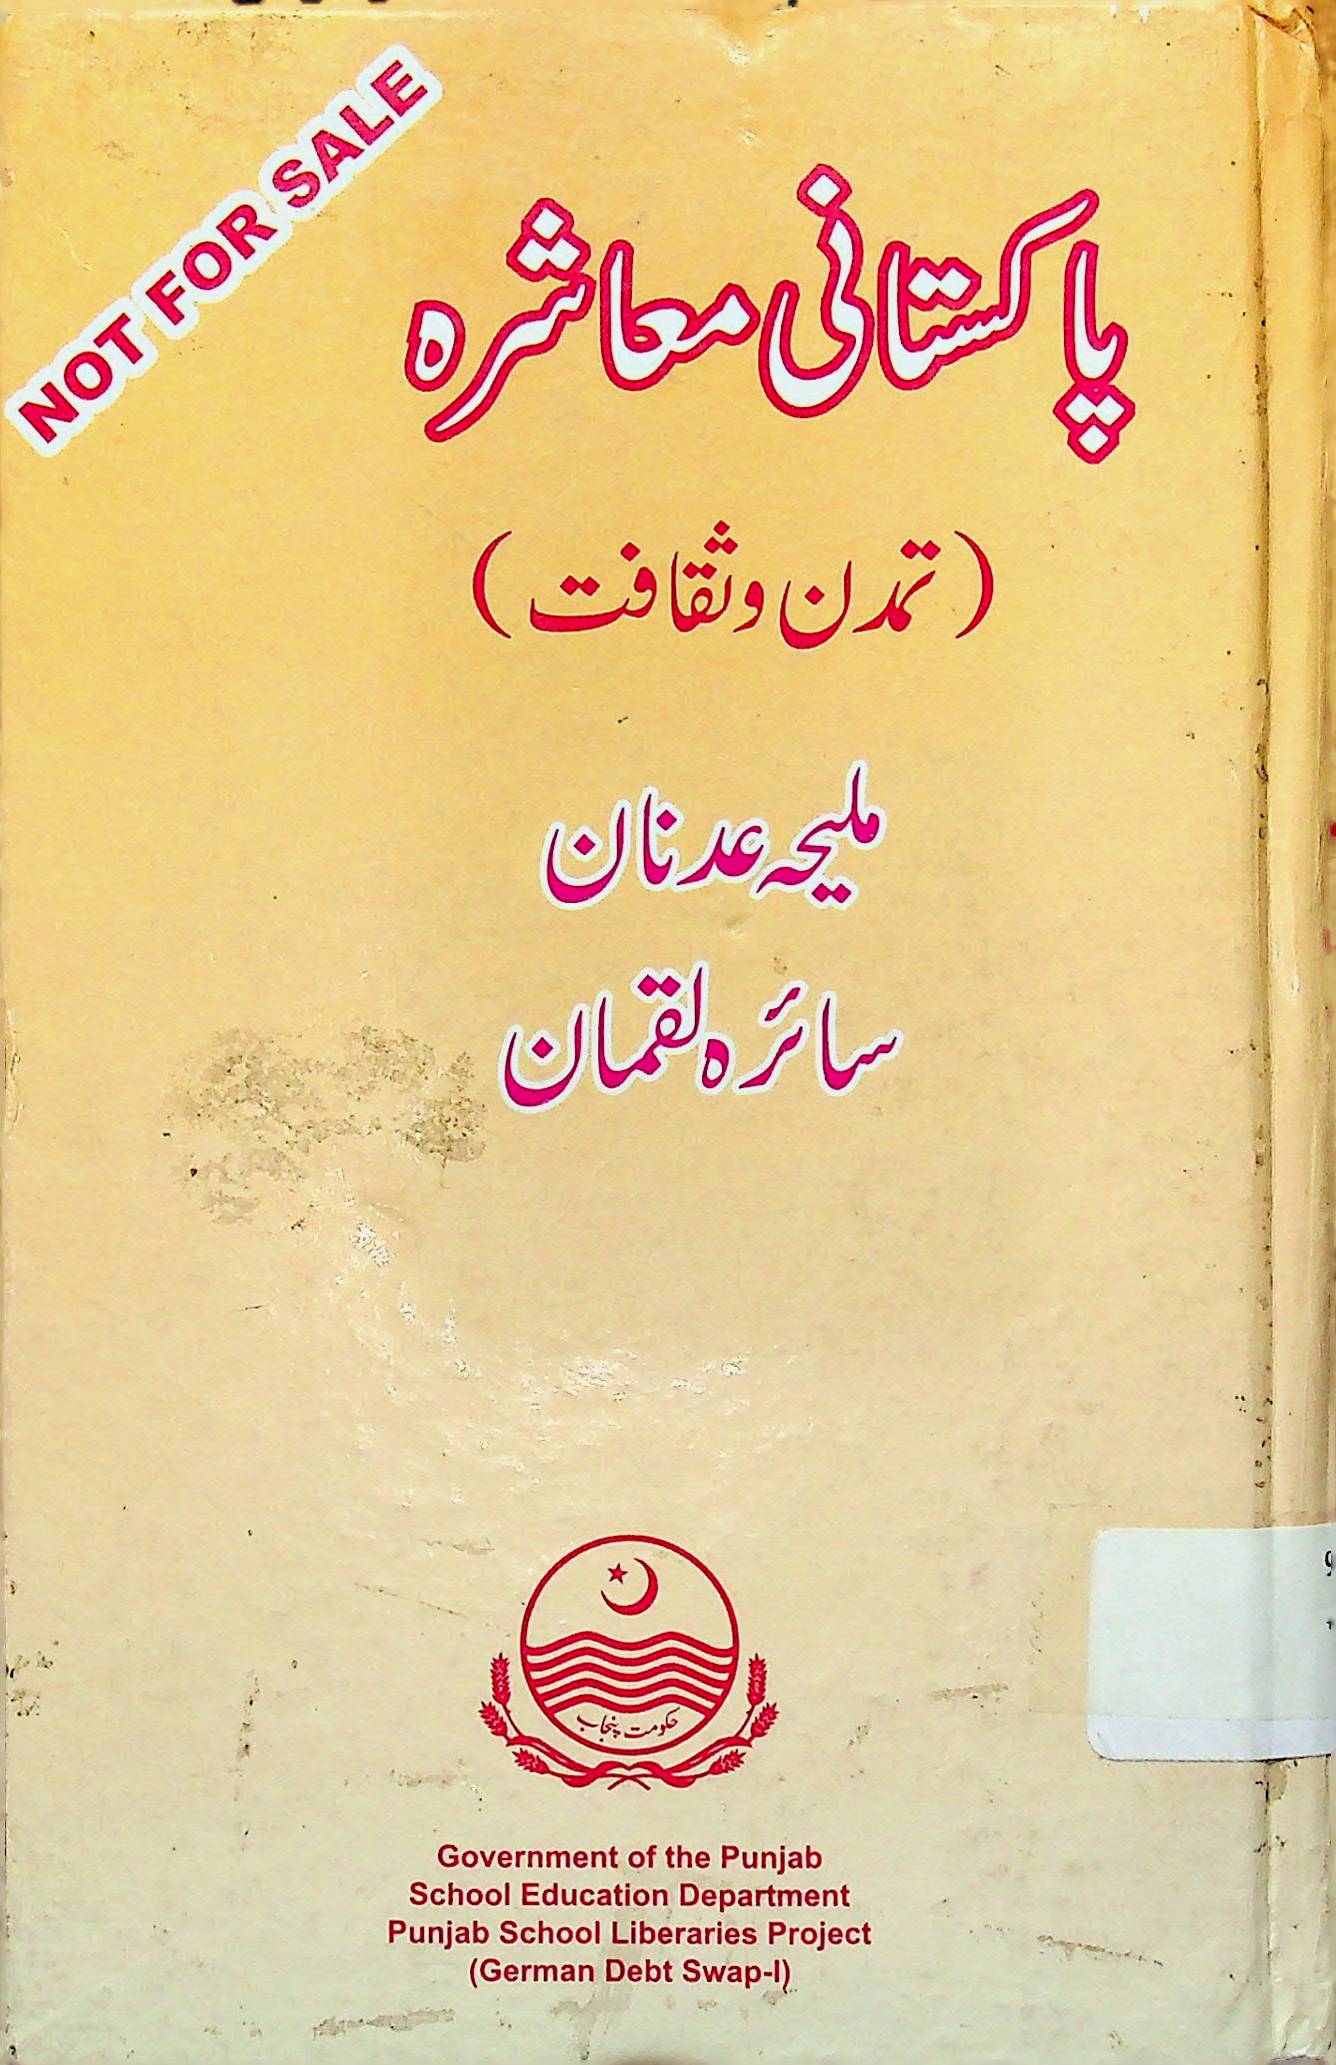 NOT FOR SALE
پاکستانی معاشرہ
(تمدن و ثقافت)
ملیحہ عدنان
سائرہ لقمان
حکومت پنجاب
Government of the Punjab
School Education Department
Punjab School Liberaries Project
(German Debt Swap-I)
9